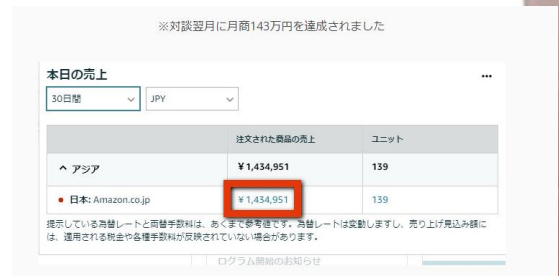 ※対談翌月に月商143万円を達成されました
本日の売上
•••
30日間
JPY
注文された商品の売上
ユニット
アジア
¥1,434,951
139
日本: Amazon.co.jp
¥1,434,951
139
提示している為替レートと両替手数料は、あくまで参考値です。為替レートは変動しますし、売り上げ見込み額に
は、適用される税金や各種手数料が反映されていない場合があります。
ログラム開始のお知らせ